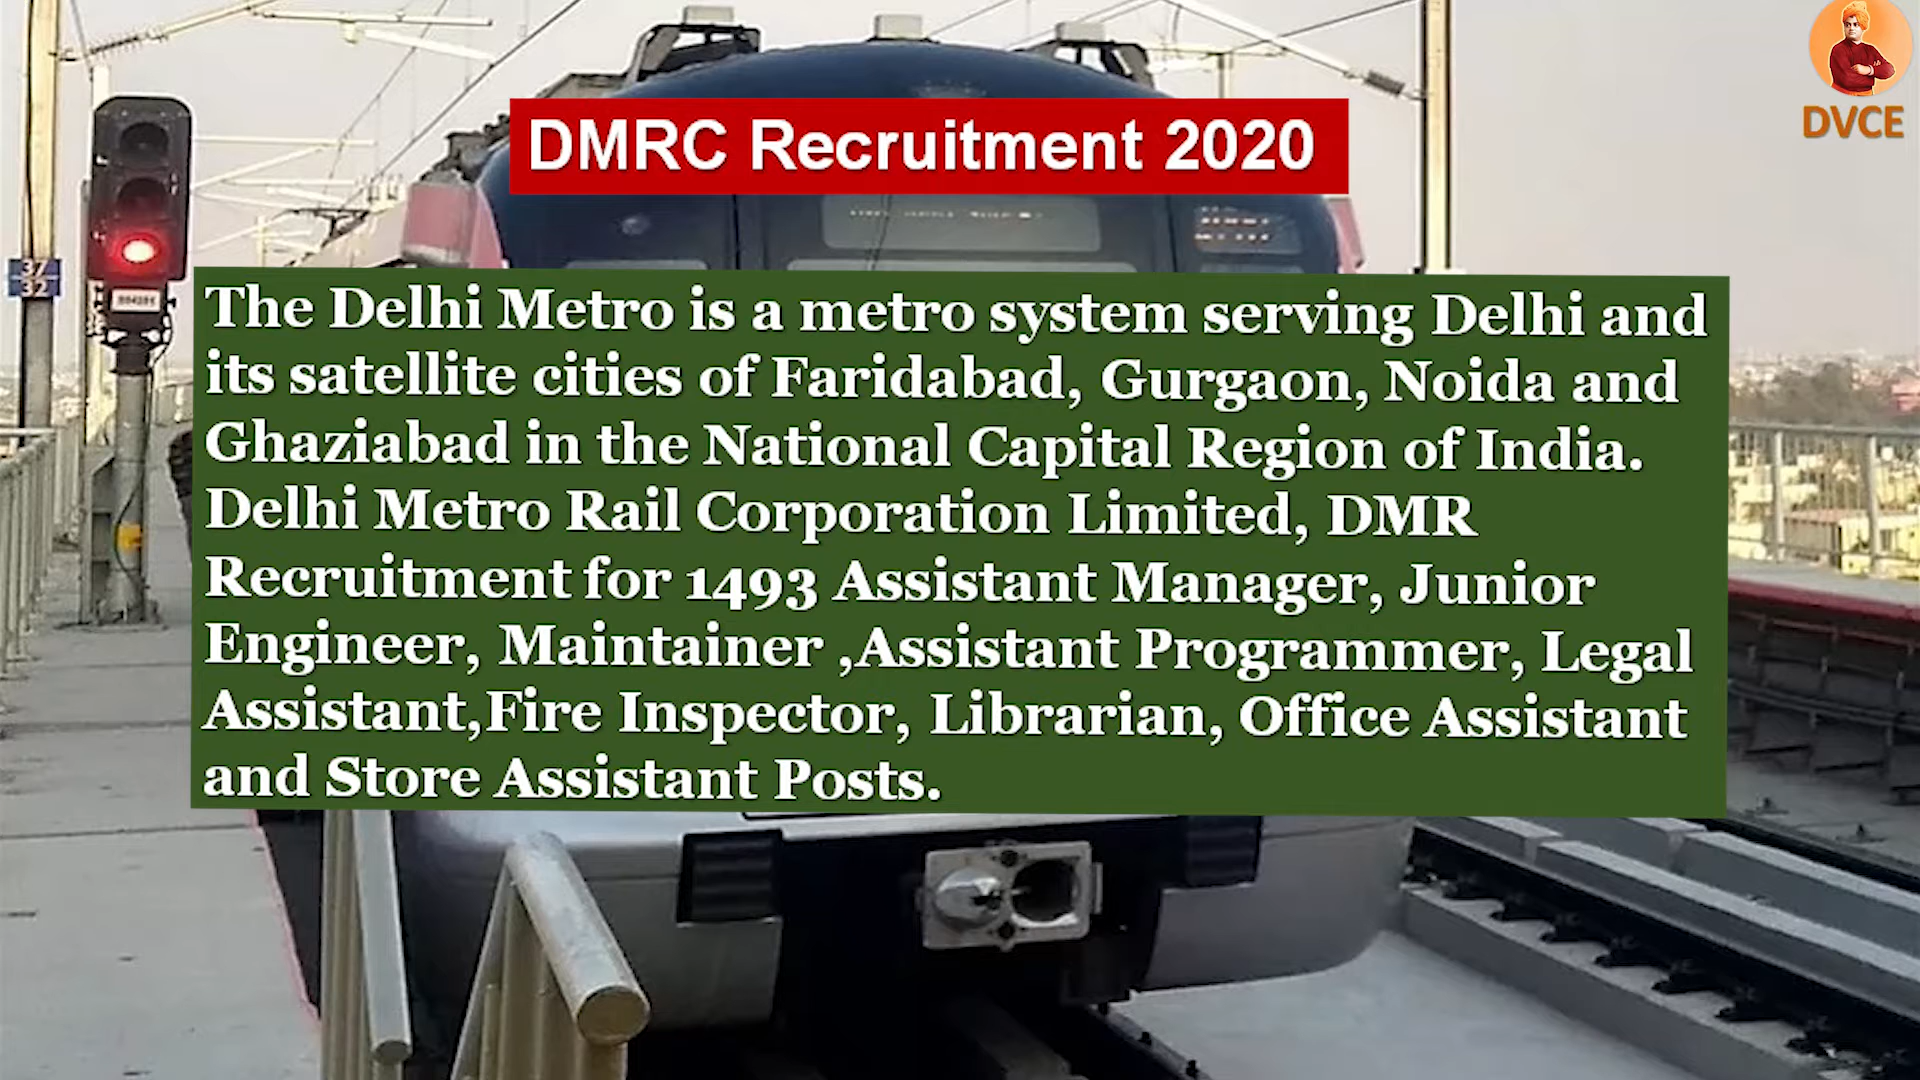 DVCE
DMRC Recruitment 2020
37
32
The Delhi Metro is a metro system serving Delhi and
its satellite cities of Faridabad, Gurgaon, Noida and
Ghaziabad in the National Capital Region of India.
Delhi Metro Rail Corporation Limited, DMR
Recruitment for 1493 Assistant Manager, Junior
Engineer, Maintainer ,Assistant Programmer, Legal
Assistant,Fire Inspector, Librarian, Office Assistant
and Store Assistant Posts.